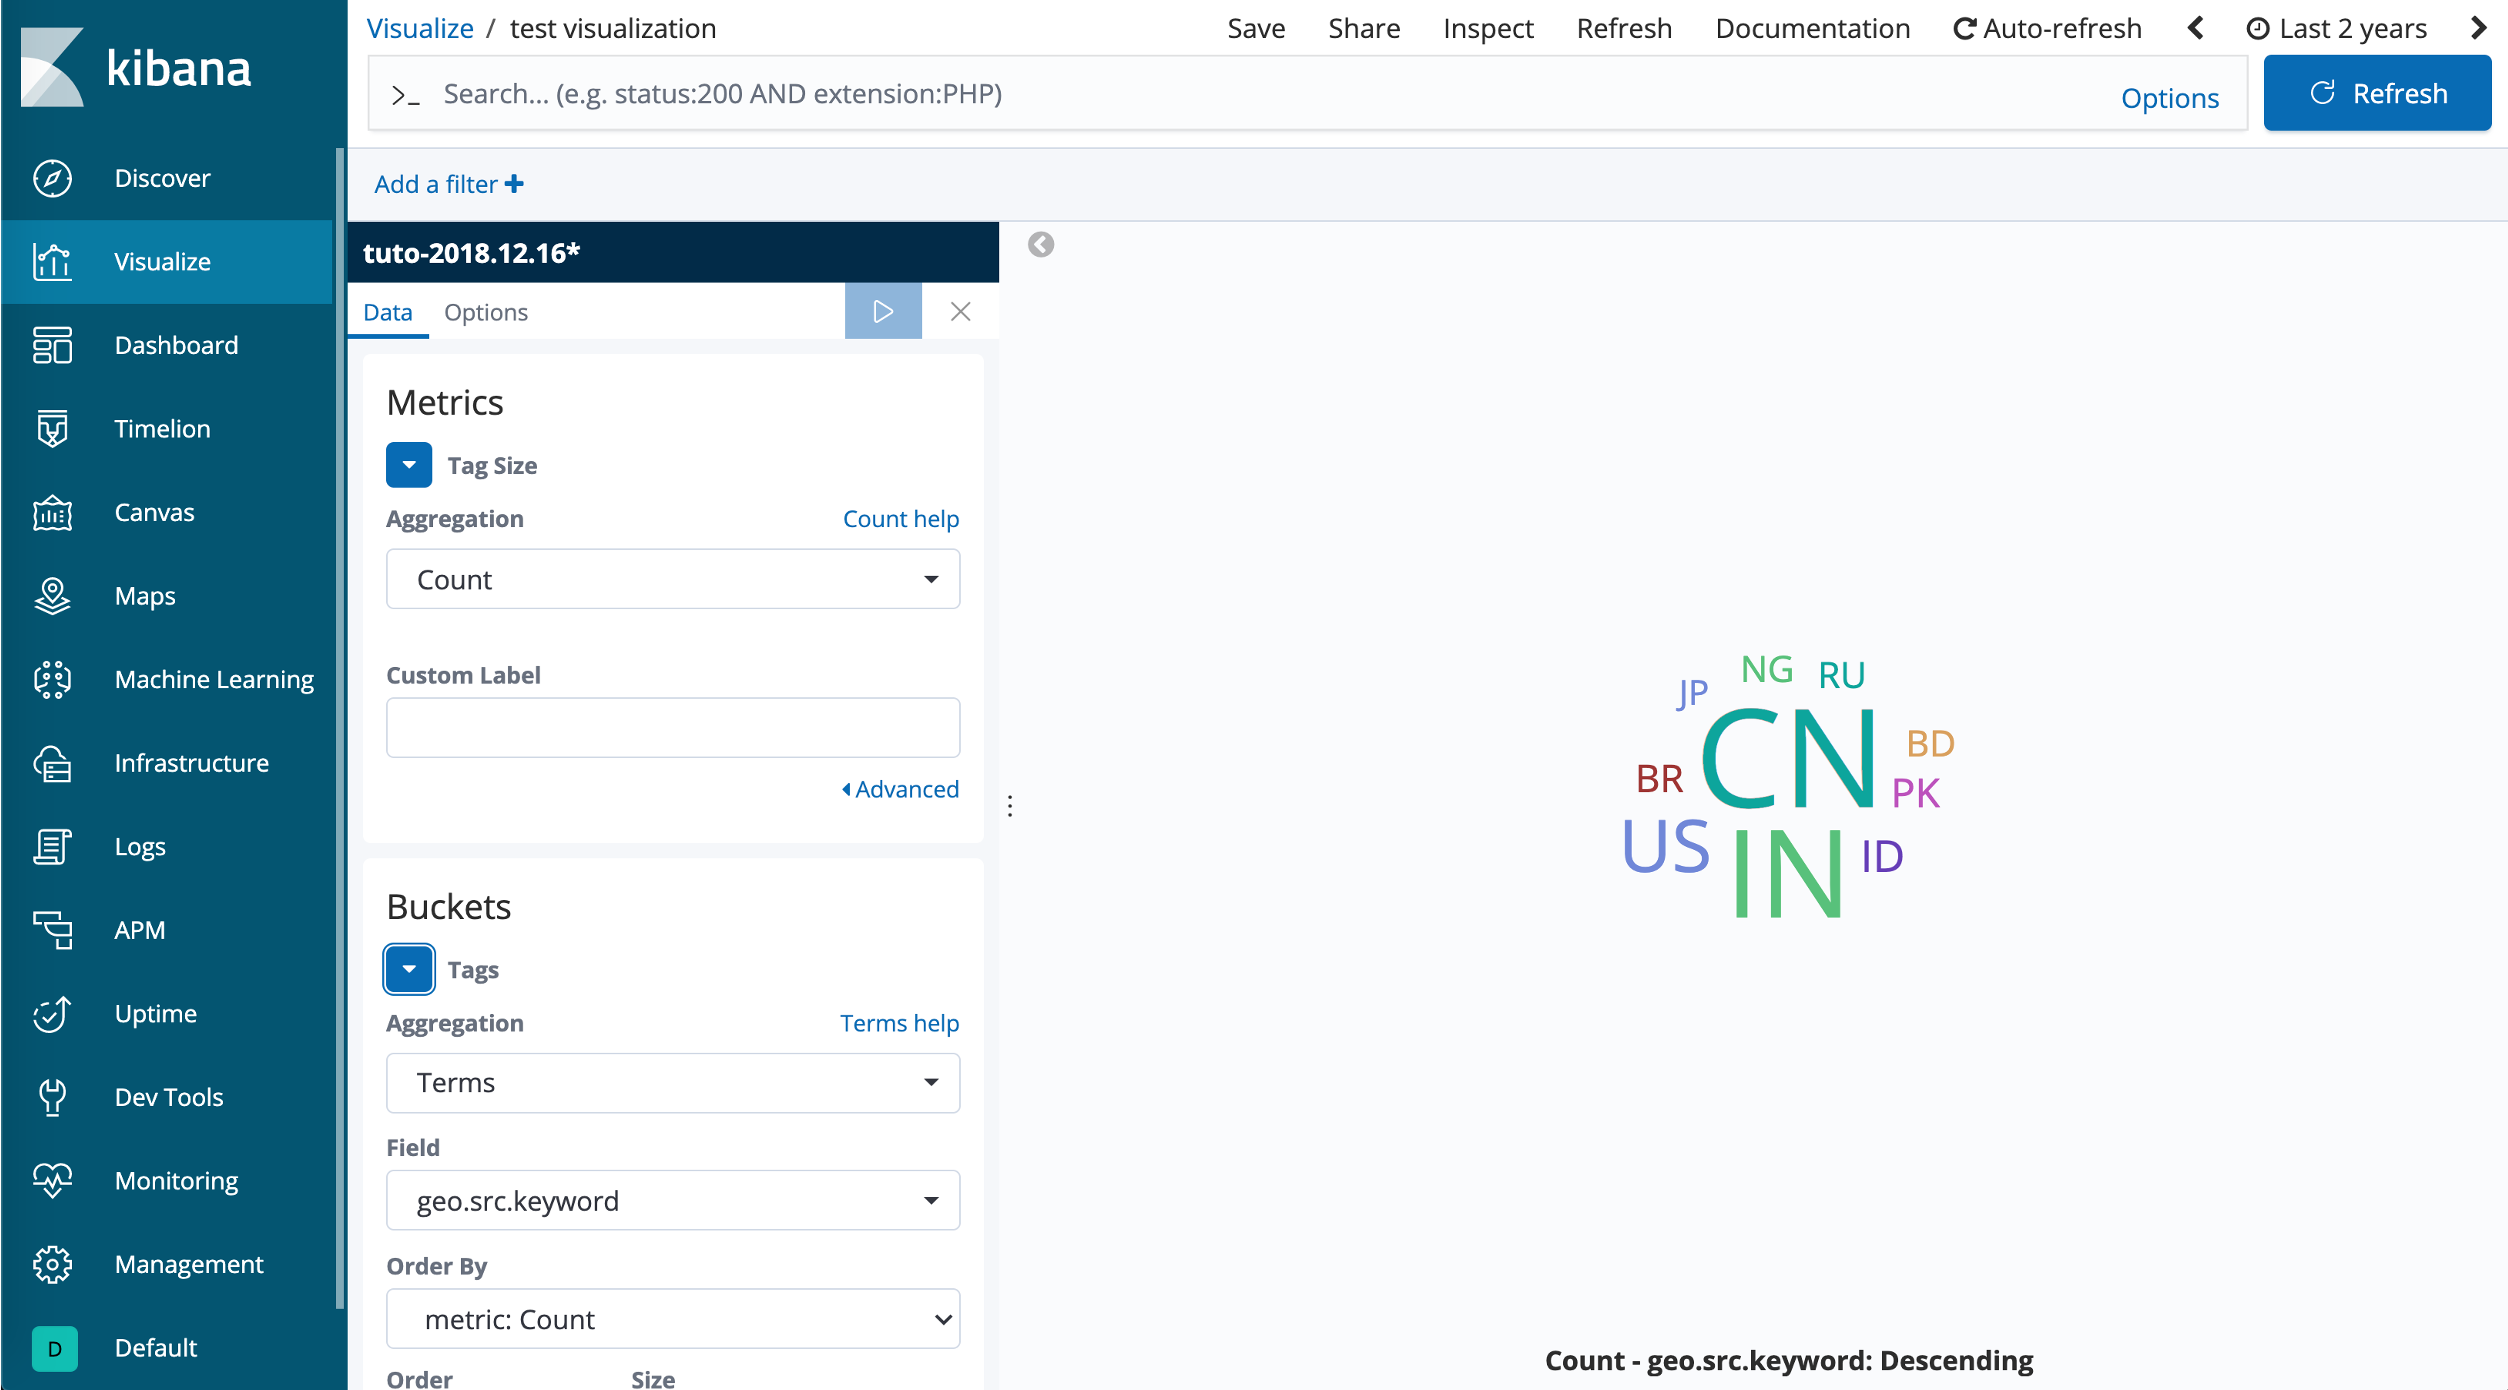 kibana
Discover
Visualize
Dashboard
Timelion
Canvas
Maps
Machine Learning
Infrastructure
Logs
APM
Uptime
Dev Tools
Monitoring
Management
D Default
Visualize / test visualization
Save Share Inspect Refresh Documentation Auto-refresh Last 2 years
>_ Search... (e.g. status:200 AND extension:PHP) Options Refresh
Add a filter +
tuto-2018.12.16*
Data Options
Metrics
Tag Size
Aggregation Count help
Count
Custom Label
Advanced
Buckets
Tags
Aggregation Terms help
Terms
Field
geo.src.keyword
Order By
metric: Count
Order Size
NG RU
JP
CN
BD
BR
PK
US
IN
ID
Count - geo.src.keyword: Descending